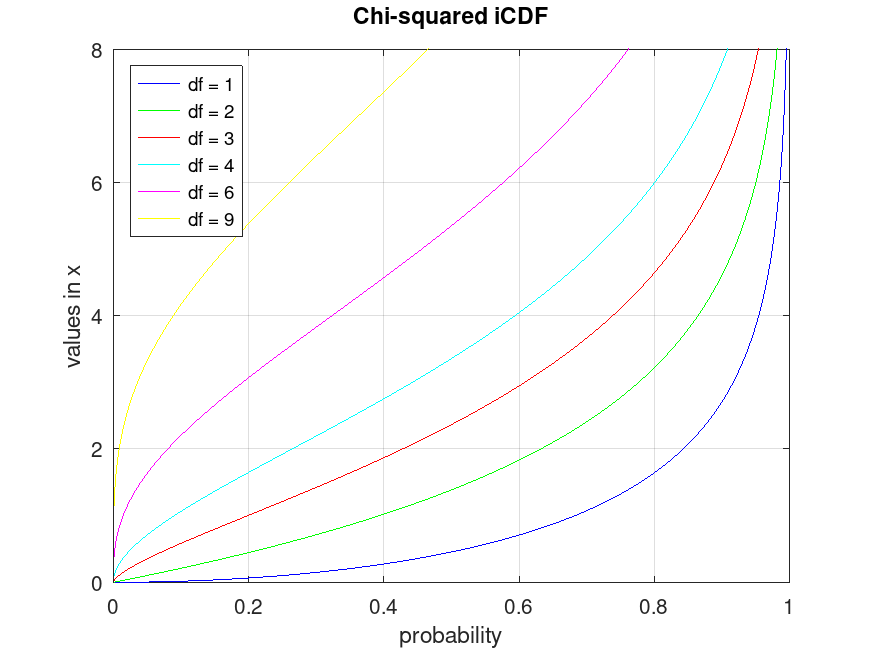 Chi-squared iCDF
8
6
4
2
0
values in x
df = 1
df = 2
df = 3
df = 4
df = 6
df = 9
0 0.2 0.4 0.6 0.8 1
probability